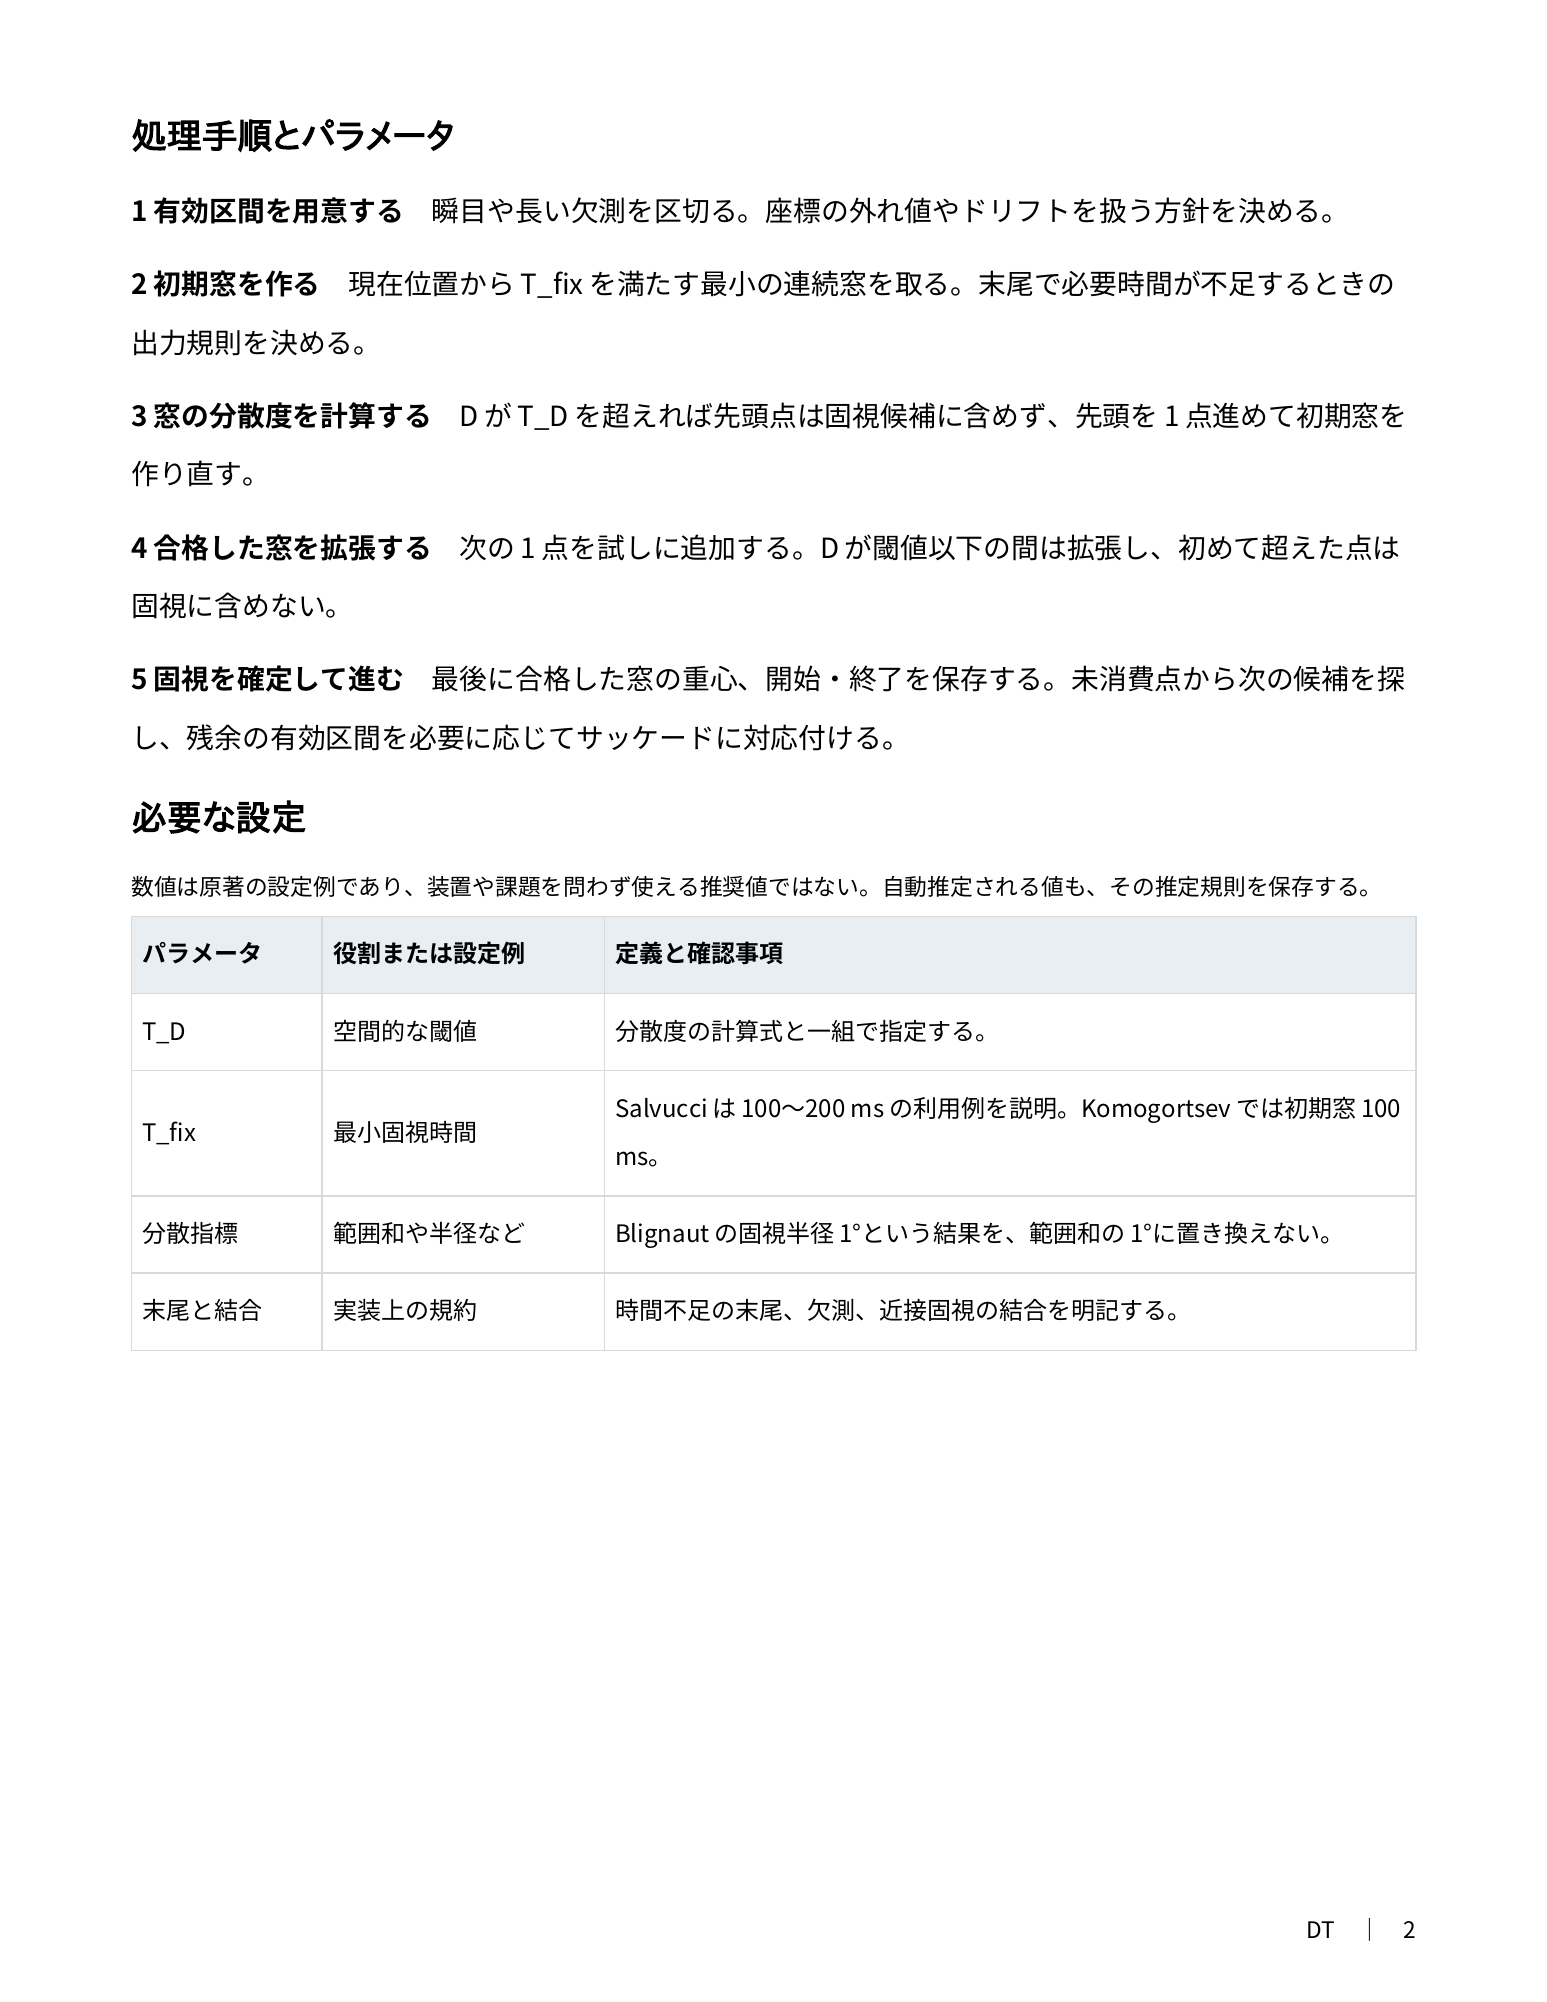 処理手順とパラメータ
1 有効区間を用意する　瞬目や長い欠測を区切る。座標の外れ値やドリフトを扱う方針を決める。
2 初期窓を作る　現在位置から T_fix を満たす最小の連続窓を取る。末尾で必要時間が不足するときの
出力規則を決める。
3 窓の分散度を計算する　D が T_D を超えれば先頭点は固視候補に含めず、先頭を 1 点進めて初期窓を
作り直す。
4 合格した窓を拡張する　次の 1 点を試しに追加する。D が閾値以下の間は拡張し、初めて超えた点は
固視に含めない。
5 固視を確定して進む　最後に合格した窓の重心、開始・終了を保存する。未消費点から次の候補を探
し、残余の有効区間を必要に応じてサッケードに対応付ける。
必要な設定
数値は原著の設定例であり、装置や課題を問わず使える推奨値ではない。自動推定される値も、その推定規則を保存する。
パラメータ 役割または設定例 定義と確認事項
T_D 空間的な閾値 分散度の計算式と一組で指定する。
T_fix 最小固視時間 Salvucci は 100～200 ms の利用例を説明。Komogortsev では初期窓 100
ms。
分散指標 範囲和や半径など Blignaut の固視半径 1°という結果を、範囲和の 1°に置き換えない。
末尾と結合 実装上の規約 時間不足の末尾、欠測、近接固視の結合を明記する。
DT ｜ 2